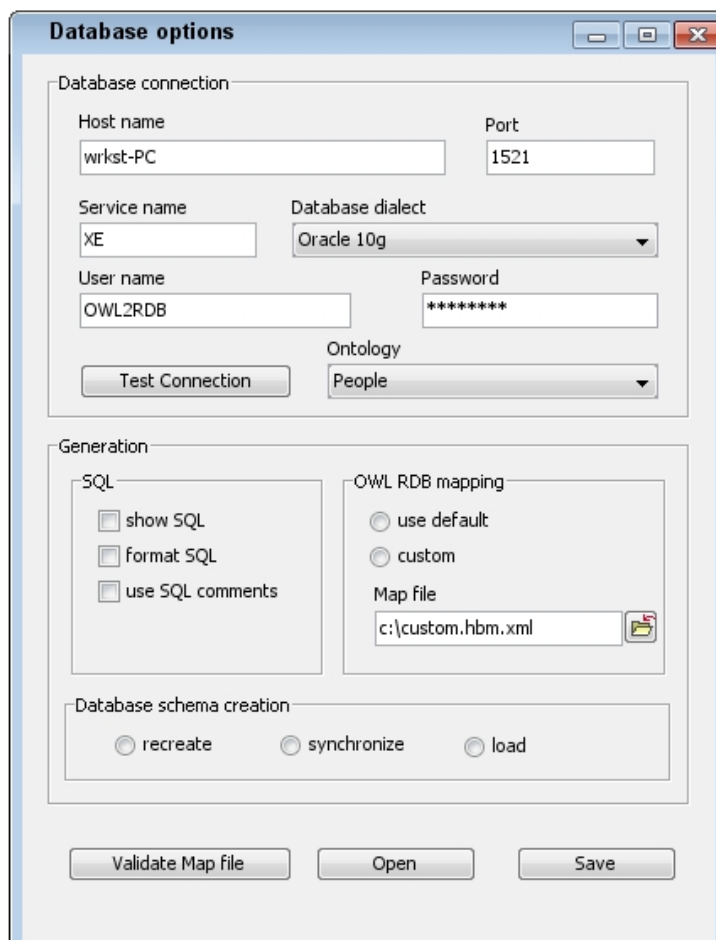 Database options
Database connection
Host name
Port
wrkst-PC
1521
Service name
Database dialect
XE
Oracle 10g
User name
Password
OWL2RDB
********
Ontology
Test Connection
People
Generation
SQL
OWL RDB mapping
show SQL
use default
format SQL
custom
use SQL comments
Map file
c:\custom.hbm.xml
Database schema creation
recreate
synchronize
load
Validate Map file
Open
Save